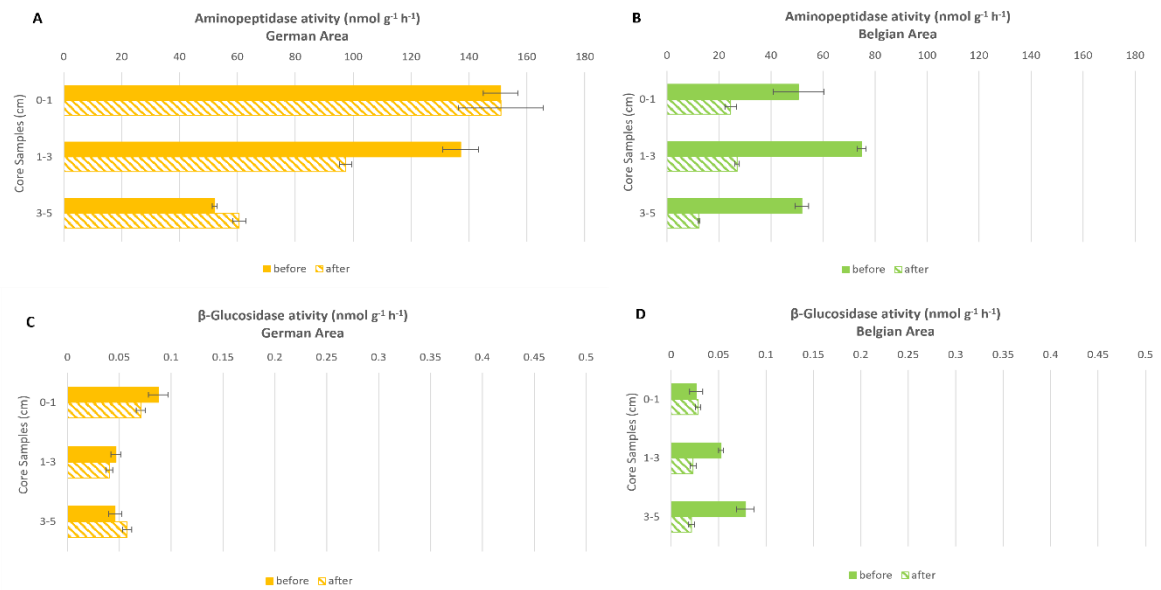 A
Aminopeptidase ativity (nmol g⁻¹ h⁻¹)
German Area
0 20 40 60 80 100 120 140 160 180
Core Samples (cm)
0-1
1-3
3-5
before after
B
Aminopeptidase ativity (nmol g⁻¹ h⁻¹)
Belgian Area
0 20 40 60 80 100 120 140 160 180
Core Samples (cm)
0-1
1-3
3-5
before after
C
β-Glucosidase ativity (nmol g⁻¹ h⁻¹)
German Area
0 0.05 0.1 0.15 0.2 0.25 0.3 0.35 0.4 0.45 0.5
Core Samples (cm)
0-1
1-3
3-5
before after
D
β-Glucosidase ativity (nmol g⁻¹ h⁻¹)
Belgian Area
0 0.05 0.1 0.15 0.2 0.25 0.3 0.35 0.4 0.45 0.5
Core Samples (cm)
0-1
1-3
3-5
before after